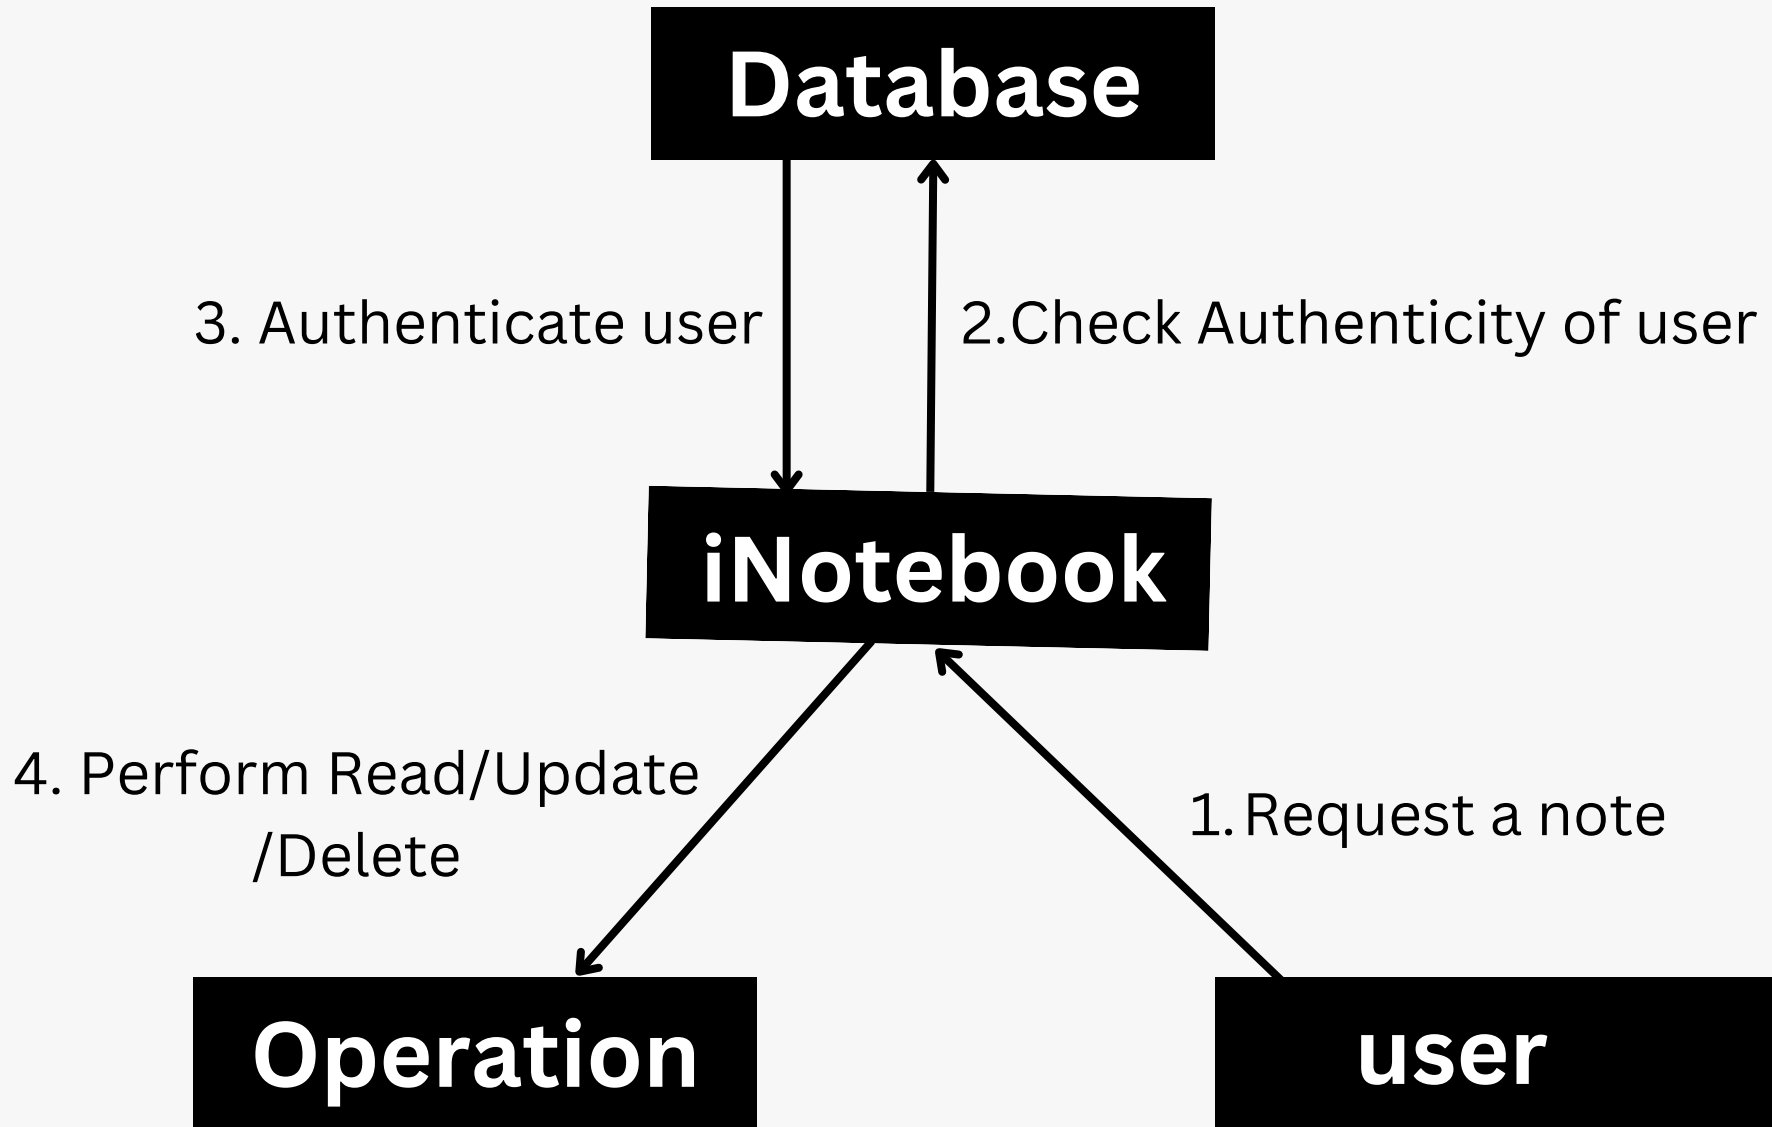 Database
3. Authenticate user
2.Check Authenticity of user
iNotebook
4. Perform Read/Update
/Delete
1.Request a note
Operation
user